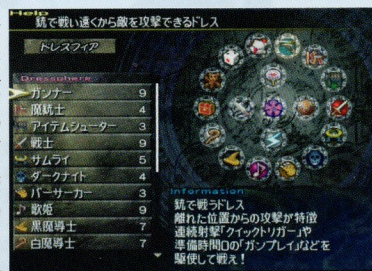 Help
銃で戦い遠くから敵を攻撃できるドレス
ドレスフィア
Dressphere
ガンナー 9
魔銃士 4
アイテムシューター 3
戦士 9
サムライ 5
ダークナイト 4
バーサーカー 3
歌姫 9
黒魔導士 7
白魔導士 7
Information
銃で戦うドレス
離れた位置からの攻撃が特徴
連続射撃「クイックトリガー」や
準備時間0の「ガンプレイ」などを
駆使して戦え!